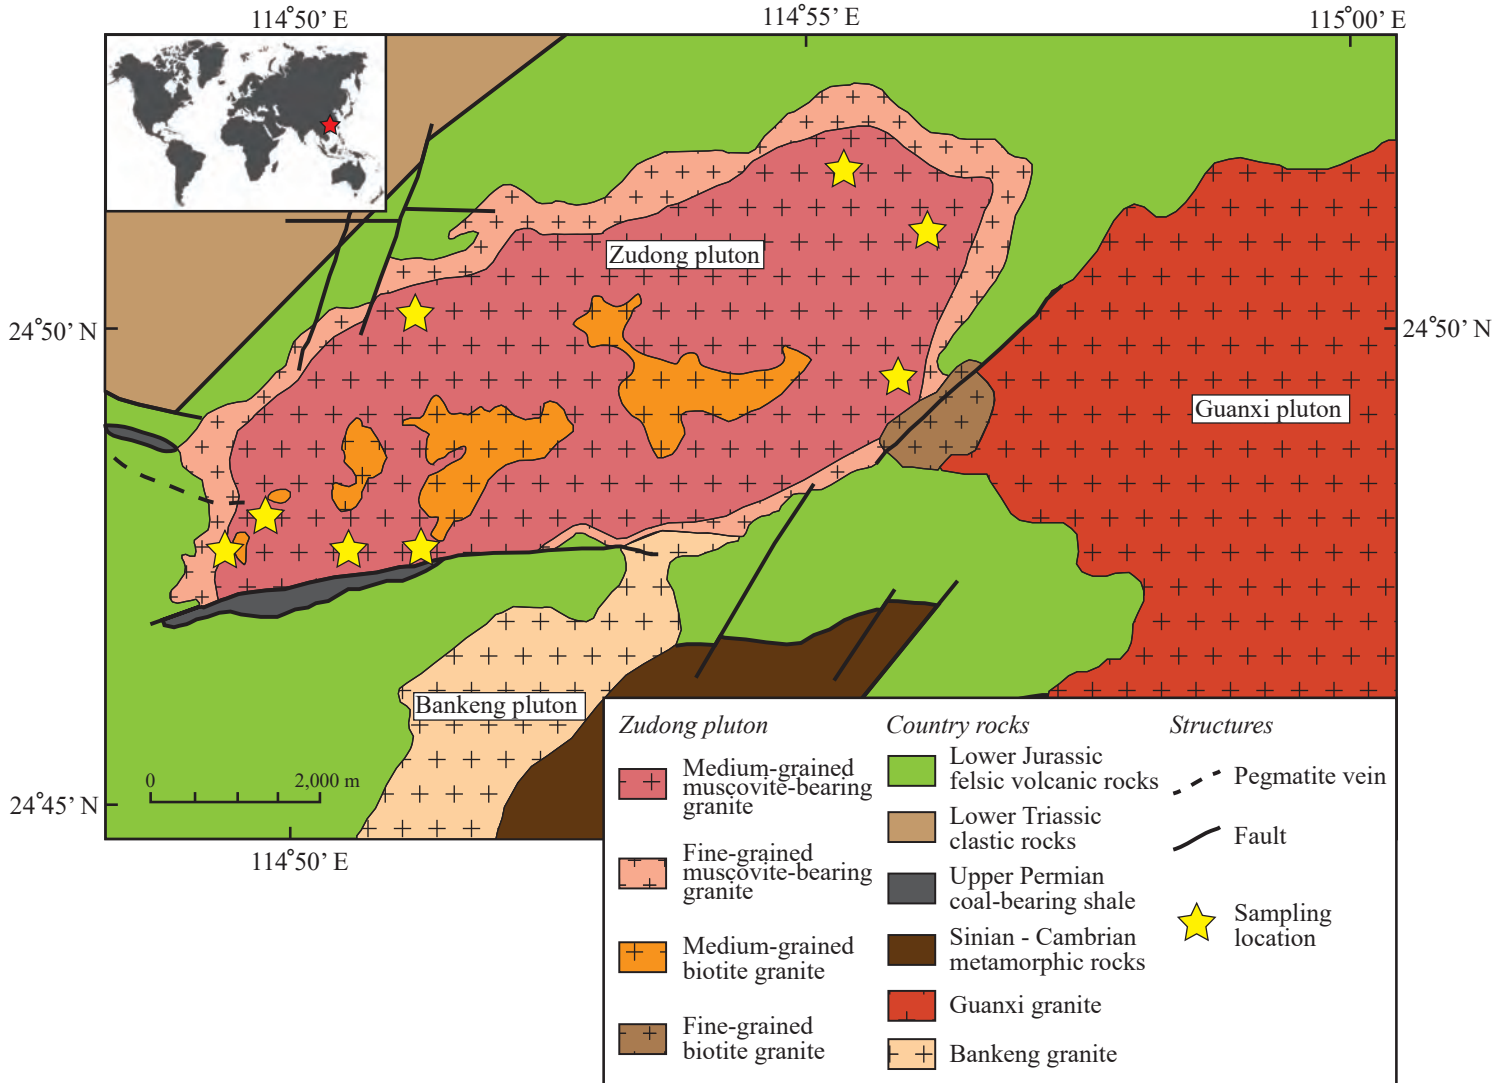 114°50’ E
114°55’ E
115°00’ E
Zudong pluton
24°50’ N
24°50’ N
Guanxi pluton
Bankeng pluton
0
2,000 m
24°45’ N
114°50’ E
Zudong pluton
Medium-grained
muscovite-bearing
granite
Fine-grained
muscovite-bearing
granite
Medium-grained
biotite granite
Fine-grained
biotite granite
Country rocks
Lower Jurassic
felsic volcanic rocks
Lower Triassic
clastic rocks
Upper Permian
coal-bearing shale
Sinian - Cambrian
metamorphic rocks
Guanxi granite
Bankeng granite
Structures
Pegmatite vein
Fault
Sampling
location